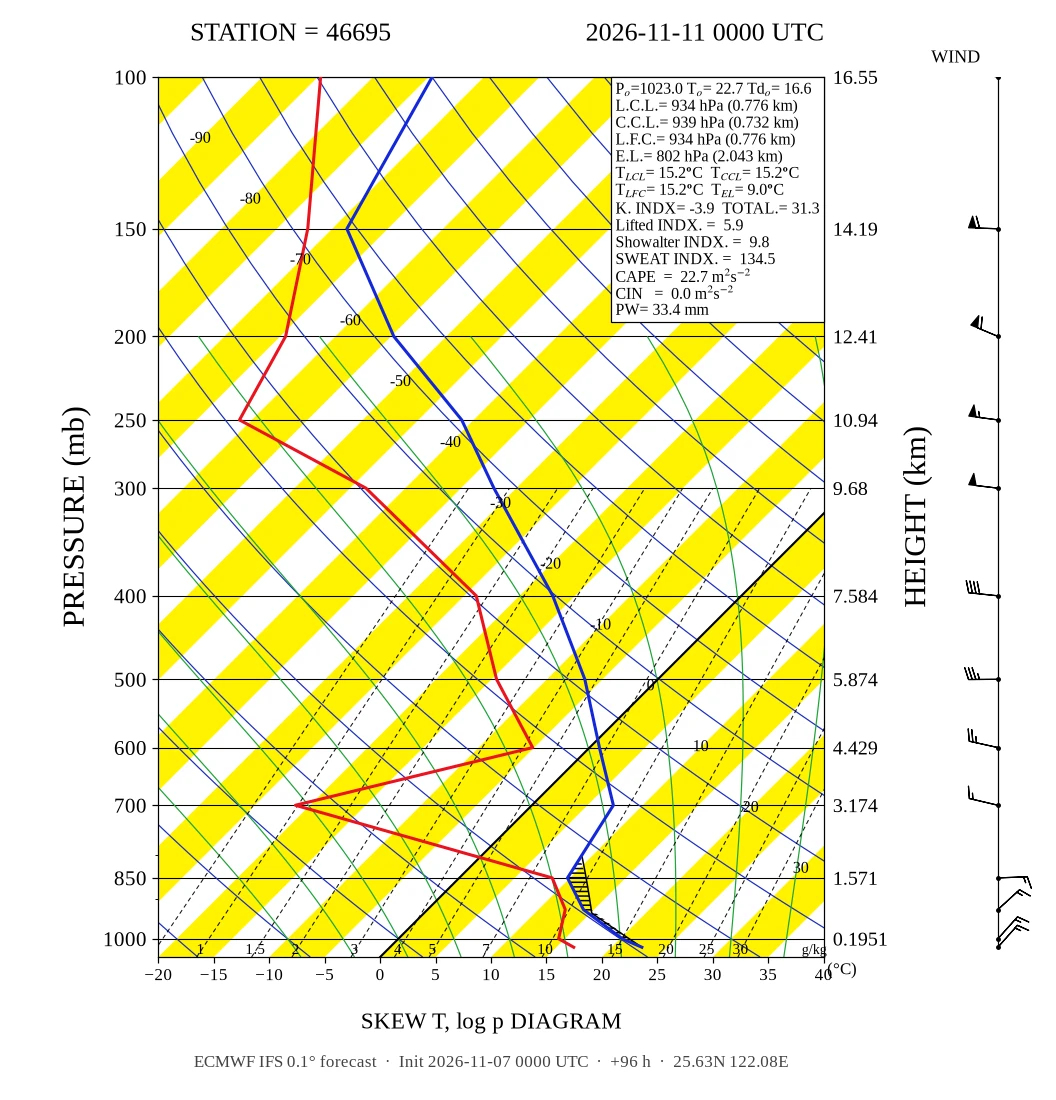 STATION = 46695
2026-11-11 0000 UTC
WIND
100
150
200
250
300
400
500
600
700
850
1000
PRESSURE (mb)
-90
-80
-70
-60
-50
-40
-30
-20
-10
0
10
20
30
Pₒ=1023.0 Tₒ= 22.7 Tdₒ= 16.6
L.C.L.= 934 hPa (0.776 km)
C.C.L.= 939 hPa (0.732 km)
L.F.C.= 934 hPa (0.776 km)
E.L.= 802 hPa (2.043 km)
T_LCL= 15.2°C T_CCL= 15.2°C
T_LFC= 15.2°C T_EL= 9.0°C
K. INDX= -3.9 TOTAL.= 31.3
Lifted INDX. = 5.9
Showalter INDX. = 9.8
SWEAT INDX. = 134.5
CAPE = 22.7 m²s⁻²
CIN = 0.0 m²s⁻²
PW= 33.4 mm
16.55
14.19
12.41
10.94
9.68
7.584
5.874
4.429
3.174
1.571
0.1951
HEIGHT (km)
1 1.5 2 3 4 5 7 10 15 20 25 30 g/kg
−20 −15 −10 −5 0 5 10 15 20 25 30 35 40 (°C)
SKEW T, log p DIAGRAM
ECMWF IFS 0.1° forecast · Init 2026-11-07 0000 UTC · +96 h · 25.63N 122.08E